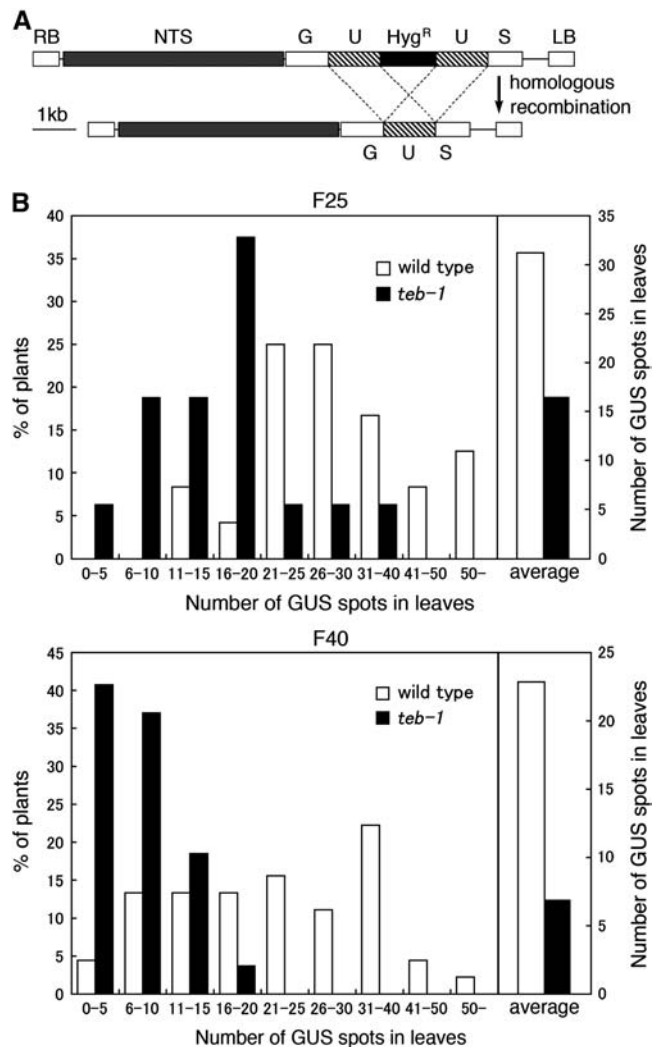 A
RB NTS G U Hygᴿ U S LB
homologous
recombination
1kb
G U S
B
F25
40
35
30
25
20
15
10
5
0
% of plants
wild type
teb-1
35
30
25
20
15
10
5
0
Number of GUS spots in leaves
0–5 6–10 11–15 16–20 21–25 26–30 31–40 41–50 50- average
Number of GUS spots in leaves
F40
45
40
35
30
25
20
15
10
5
0
% of plants
wild type
teb-1
25
20
15
10
5
0
Number of GUS spots in leaves
0–5 6–10 11–15 16–20 21–25 26–30 31–40 41–50 50- average
Number of GUS spots in leaves